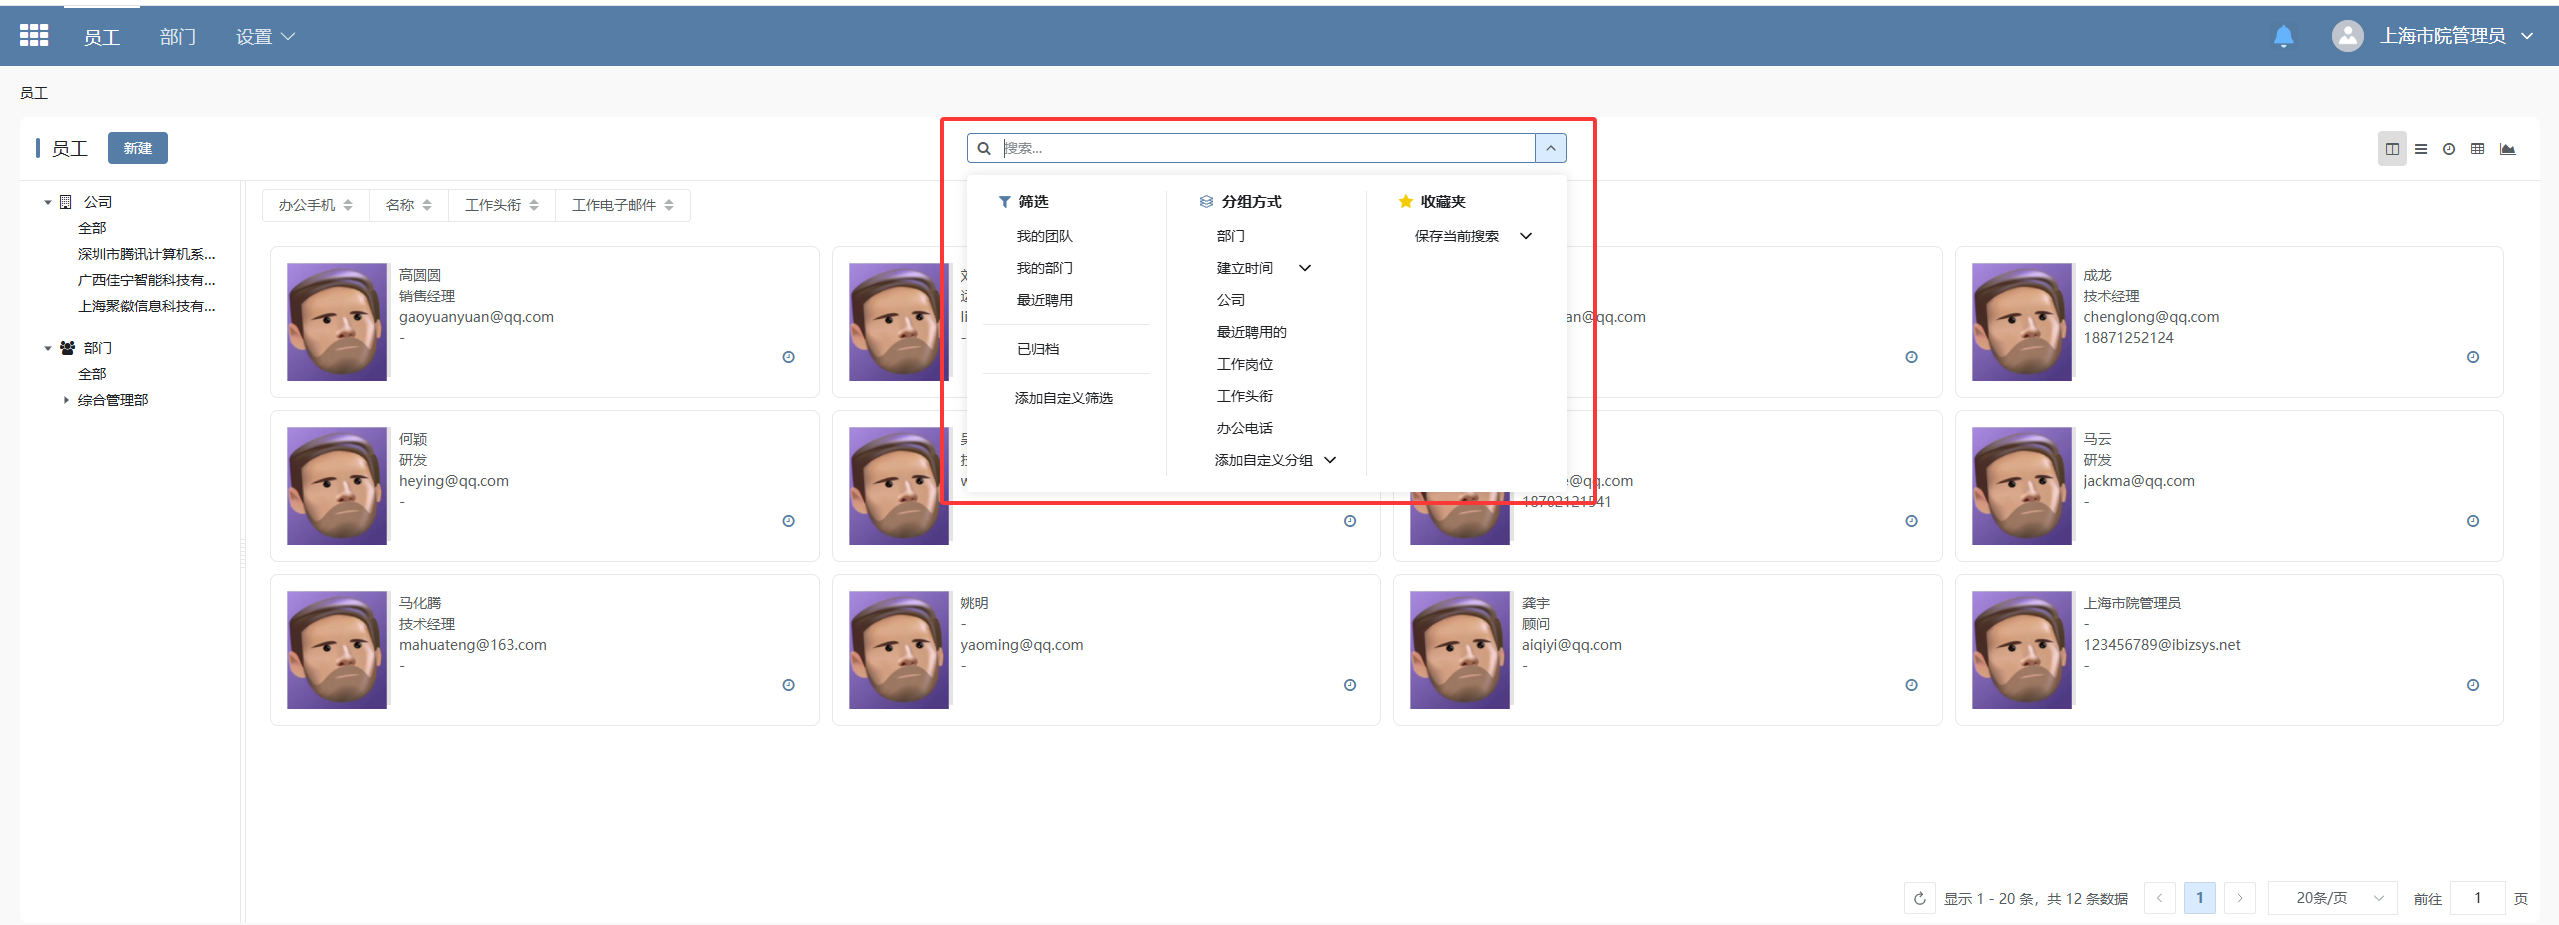 员工 部门 设置 上海市院管理员
员工
员工 新建 搜索...
公司
全部
深圳市腾讯计算机系...
广西佳宁智能科技有...
上海聚徽信息科技有...
部门
全部
综合管理部
办公手机 名称 工作头衔 工作电子邮件
筛选
我的团队
我的部门
最近聘用
已归档
添加自定义筛选
分组方式
部门
建立时间
公司
最近聘用的
工作岗位
工作头衔
办公电话
添加自定义分组
收藏夹
保存当前搜索
高圆圆
销售经理
gaoyuanyuan@qq.com
-
li
-
an@qq.com
成龙
技术经理
chenglong@qq.com
18871252124
何颖
研发
heying@qq.com
-
w
e@qq.com
18702121541
马云
研发
jackma@qq.com
-
马化腾
技术经理
mahuateng@163.com
-
姚明
-
yaoming@qq.com
-
龚宇
顾问
aiqiyi@qq.com
-
上海市院管理员
-
123456789@ibizsys.net
-
显示 1 - 20 条，共 12 条数据 1 20条/页 前往 1 页